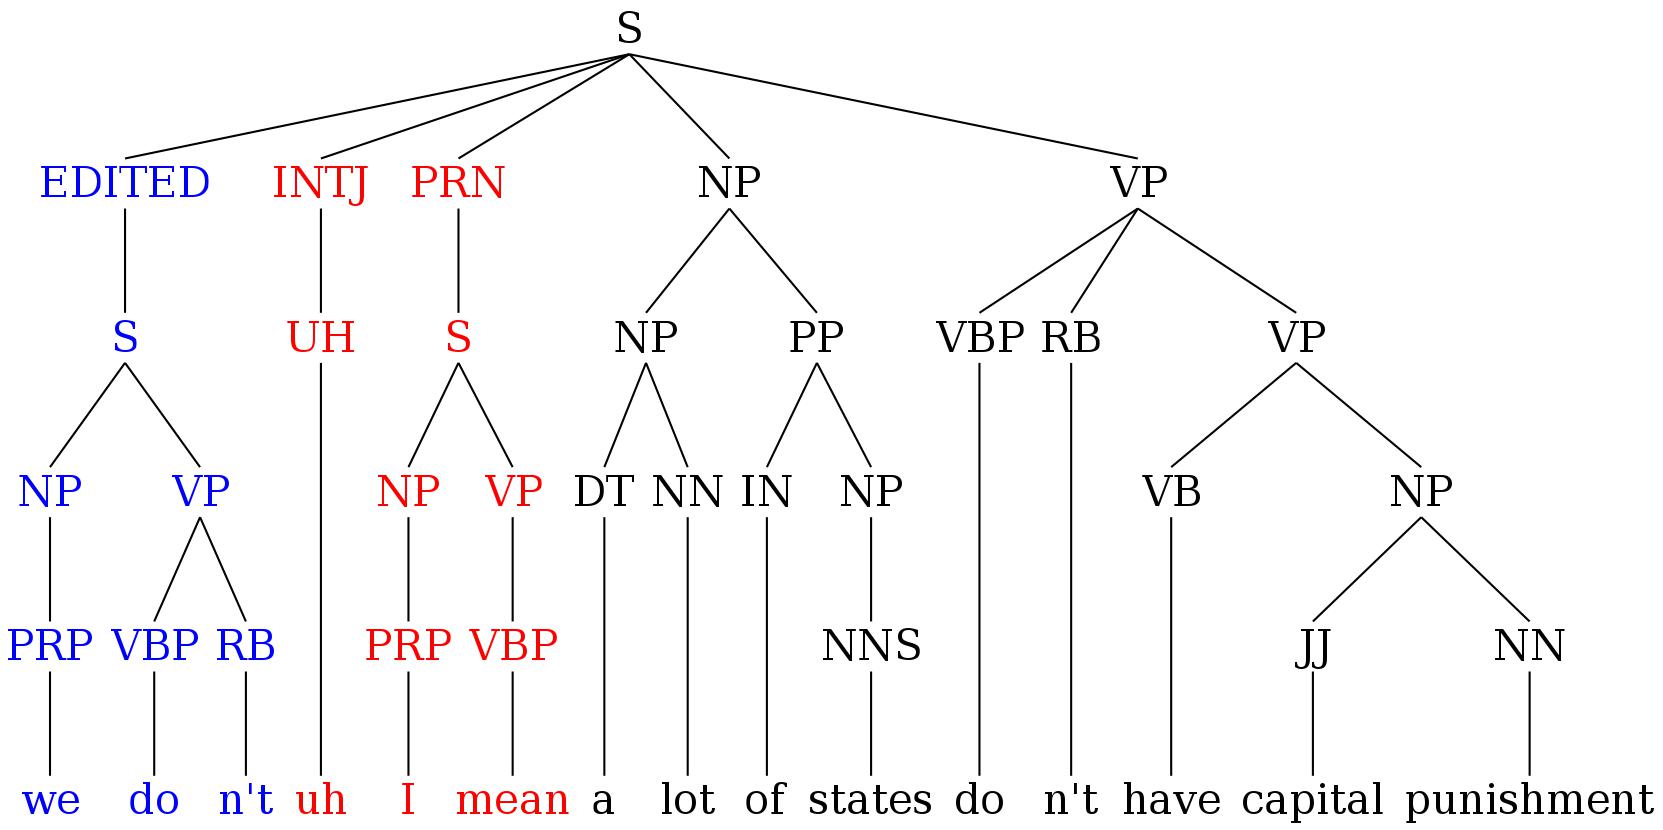 S
EDITED INTJ PRN NP VP
S UH S NP PP VBP RB VP
NP VP NP VP DT NN IN NP VB NP
PRP VBP RB PRP VBP NNS JJ NN
we do n't uh I mean a lot of states do n't have capital punishment